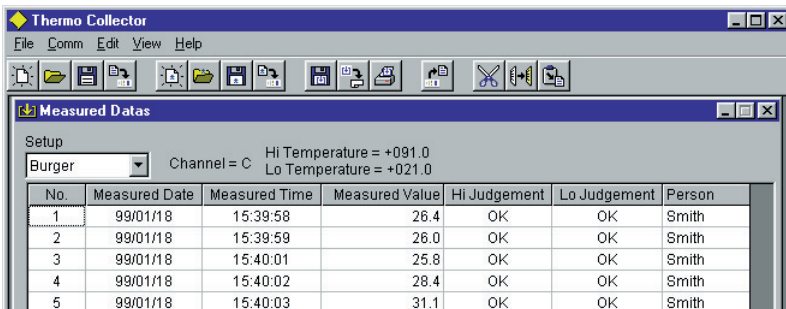 Thermo Collector
File Comm Edit View Help
Measured Datas
Setup
Burger Channel = C Hi Temperature = +091.0
Lo Temperature = +021.0
No. Measured Date Measured Time Measured Value Hi Judgement Lo Judgement Person
1 99/01/18 15:39:58 26.4 OK OK Smith
2 99/01/18 15:39:59 26.0 OK OK Smith
3 99/01/18 15:40:01 25.8 OK OK Smith
4 99/01/18 15:40:02 28.4 OK OK Smith
5 99/01/18 15:40:03 31.1 OK OK Smith